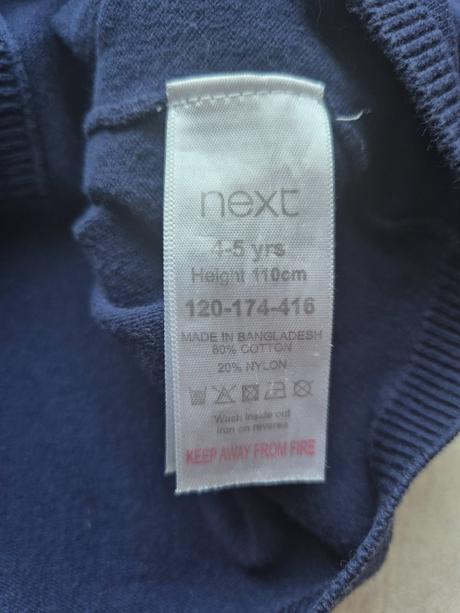 next
4-5 yrs
Height 110cm
120-174-416
MADE IN BANGLADESH
80% COTTON
20% NYLON
Wash inside out
Iron on reverse
KEEP AWAY FROM FIRE